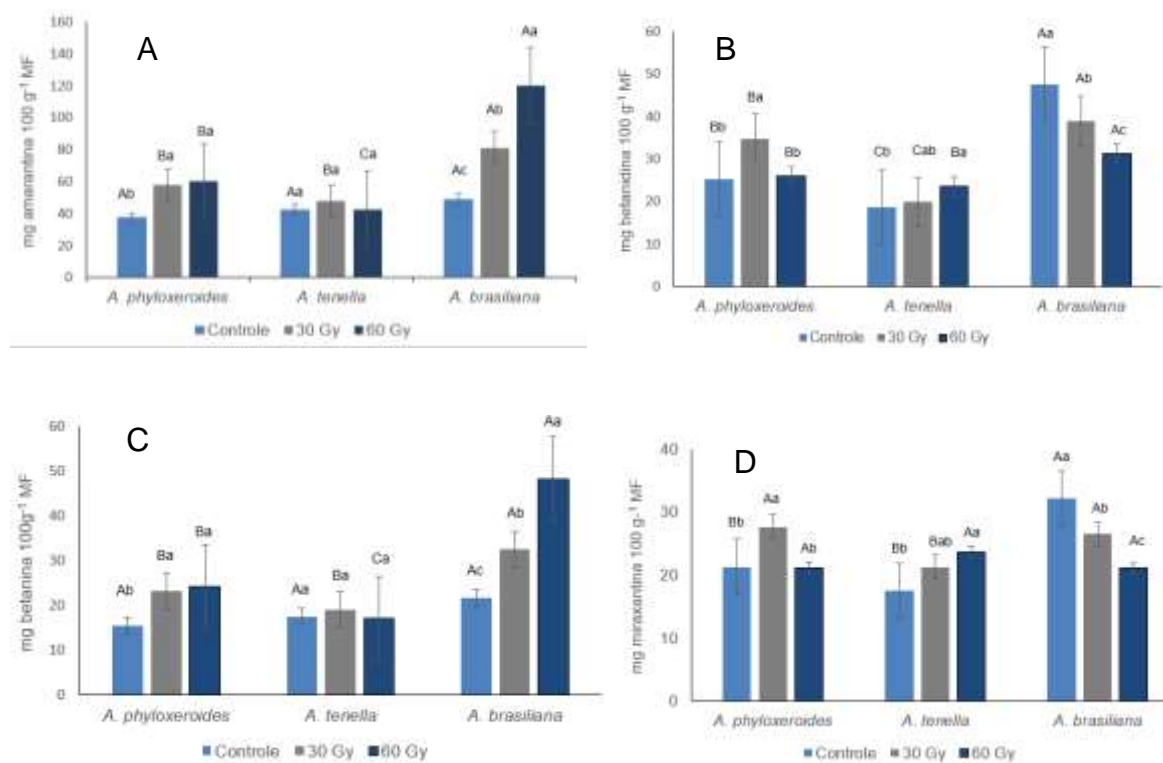 A
mg amarantina 100 g⁻¹ MF
160
140
120
100
80
60
40
20
0
Ab Ba Ba
Aa Ba Ca
Ac Ab Aa
A. phyloxeroides A. tenella A. brasiliana
Controle 30 Gy 60 Gy
B
mg betanidina 100 g⁻¹ MF
60
50
40
30
20
10
0
Bb Ba Bb
Cb Cab Ba
Aa Ab Ac
A. phyloxeroides A. tenella A. brasiliana
Controle 30 Gy 60 Gy
C
mg betanina 100g⁻¹ MF
60
50
40
30
20
10
0
Ab Ba Ba
Aa Ba Ca
Ac Ab Aa
A. phyloxeroides A. tenella A. brasiliana
Controle 30 Gy 60 Gy
D
mg miraxantina 100 g-¹ MF
40
30
20
10
0
Bb Aa Ab
Bb Bab Aa
Aa Ab Ac
A. phyloxeroides A. tenella A. brasiliana
Controle 30 Gy 60 Gy